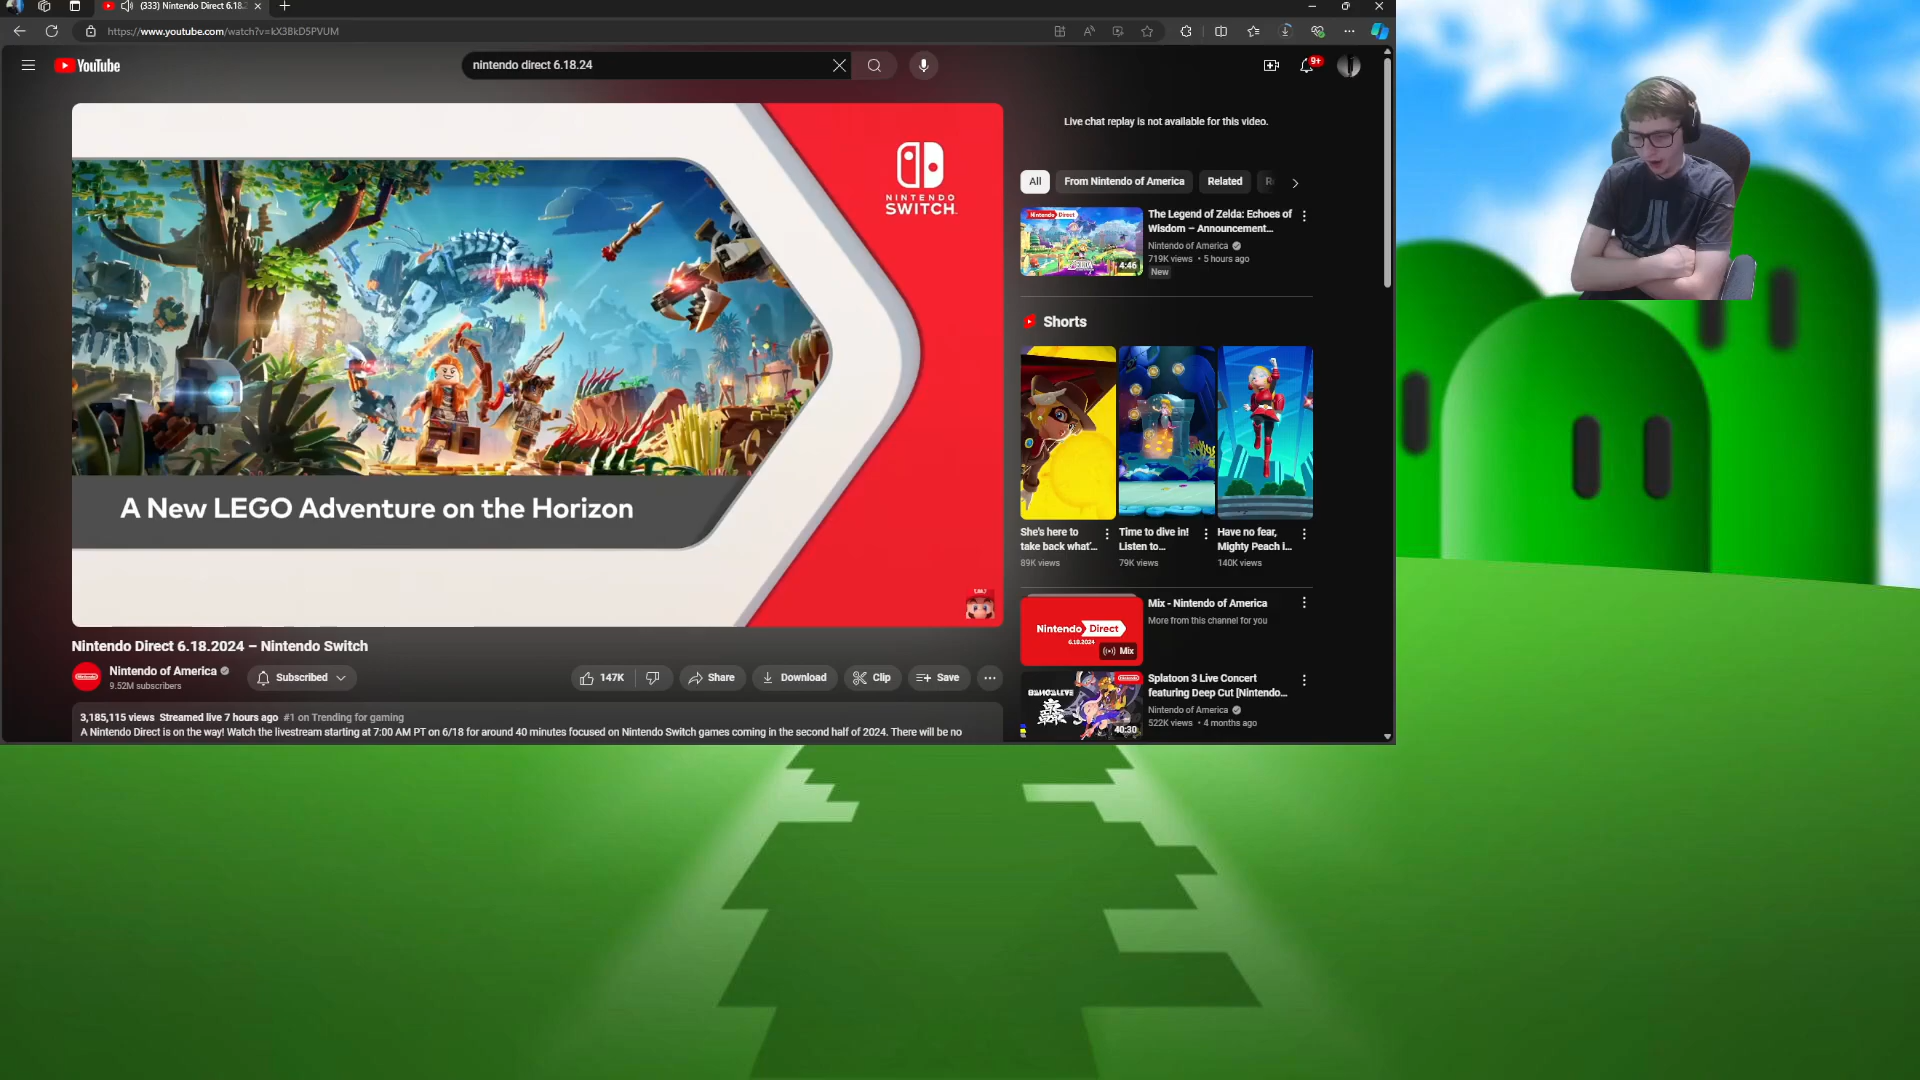 (333) Nintendo Direct 6.18.2
https://www.youtube.com/watch?v=kX3BkD5PVUM
YouTube
nintendo direct 6.18.24
9+
NINTENDO
SWITCH
A New LEGO Adventure on the Horizon
Nintendo Direct 6.18.2024 – Nintendo Switch
Nintendo of America
9.52M subscribers
Subscribed
147K
Share
Download
Clip
Save
3,185,115 views Streamed live 7 hours ago #1 on Trending for gaming
A Nintendo Direct is on the way! Watch the livestream starting at 7:00 AM PT on 6/18 for around 40 minutes focused on Nintendo Switch games coming in the second half of 2024. There will be no
Live chat replay is not available for this video.
All
From Nintendo of America
Related
Nintendo Direct
4:46
The Legend of Zelda: Echoes of
Wisdom – Announcement...
Nintendo of America
719K views • 5 hours ago
New
Shorts
She's here to
take back what'...
89K views
Time to dive in!
Listen to...
79K views
Have no fear,
Mighty Peach i...
140K views
Nintendo Direct
6.18.2024
Mix
Mix - Nintendo of America
More from this channel for you
40:30
Splatoon 3 Live Concert
featuring Deep Cut [Nintendo...
Nintendo of America
522K views • 4 months ago